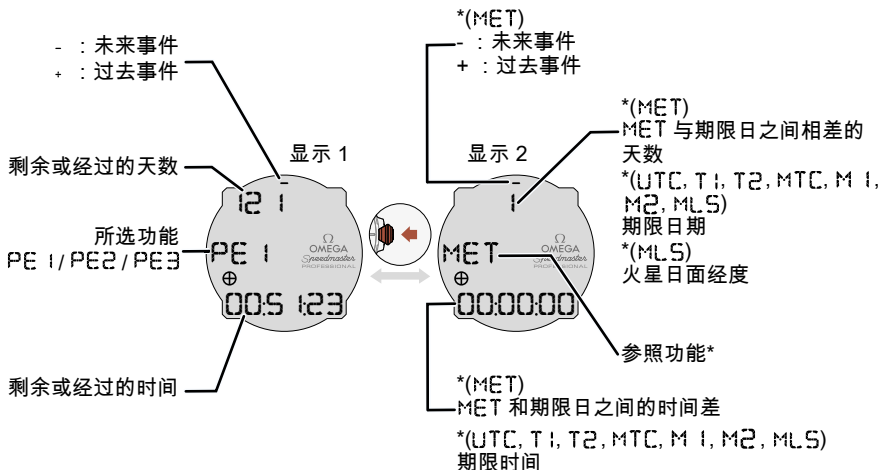 - ：未来事件
+ ：过去事件
剩余或经过的天数
所选功能
PE 1/PE2/PE3
剩余或经过的时间
显示 1
-
12 1
PE 1
Ω
OMEGA
Speedmaster
PROFESSIONAL
00:51:23
*(MET)
- ：未来事件
+ ：过去事件
显示 2
-
1
MET
Ω
OMEGA
Speedmaster
PROFESSIONAL
00:00:00
*(MET)
MET 与期限日之间相差的
天数
*(UTC, T1, T2, MTC, M1,
M2, MLS)
期限日期
*(MLS)
火星日面经度
参照功能*
*(MET)
MET 和期限日之间的时间差
*(UTC, T1, T2, MTC, M1, M2, MLS)
期限时间